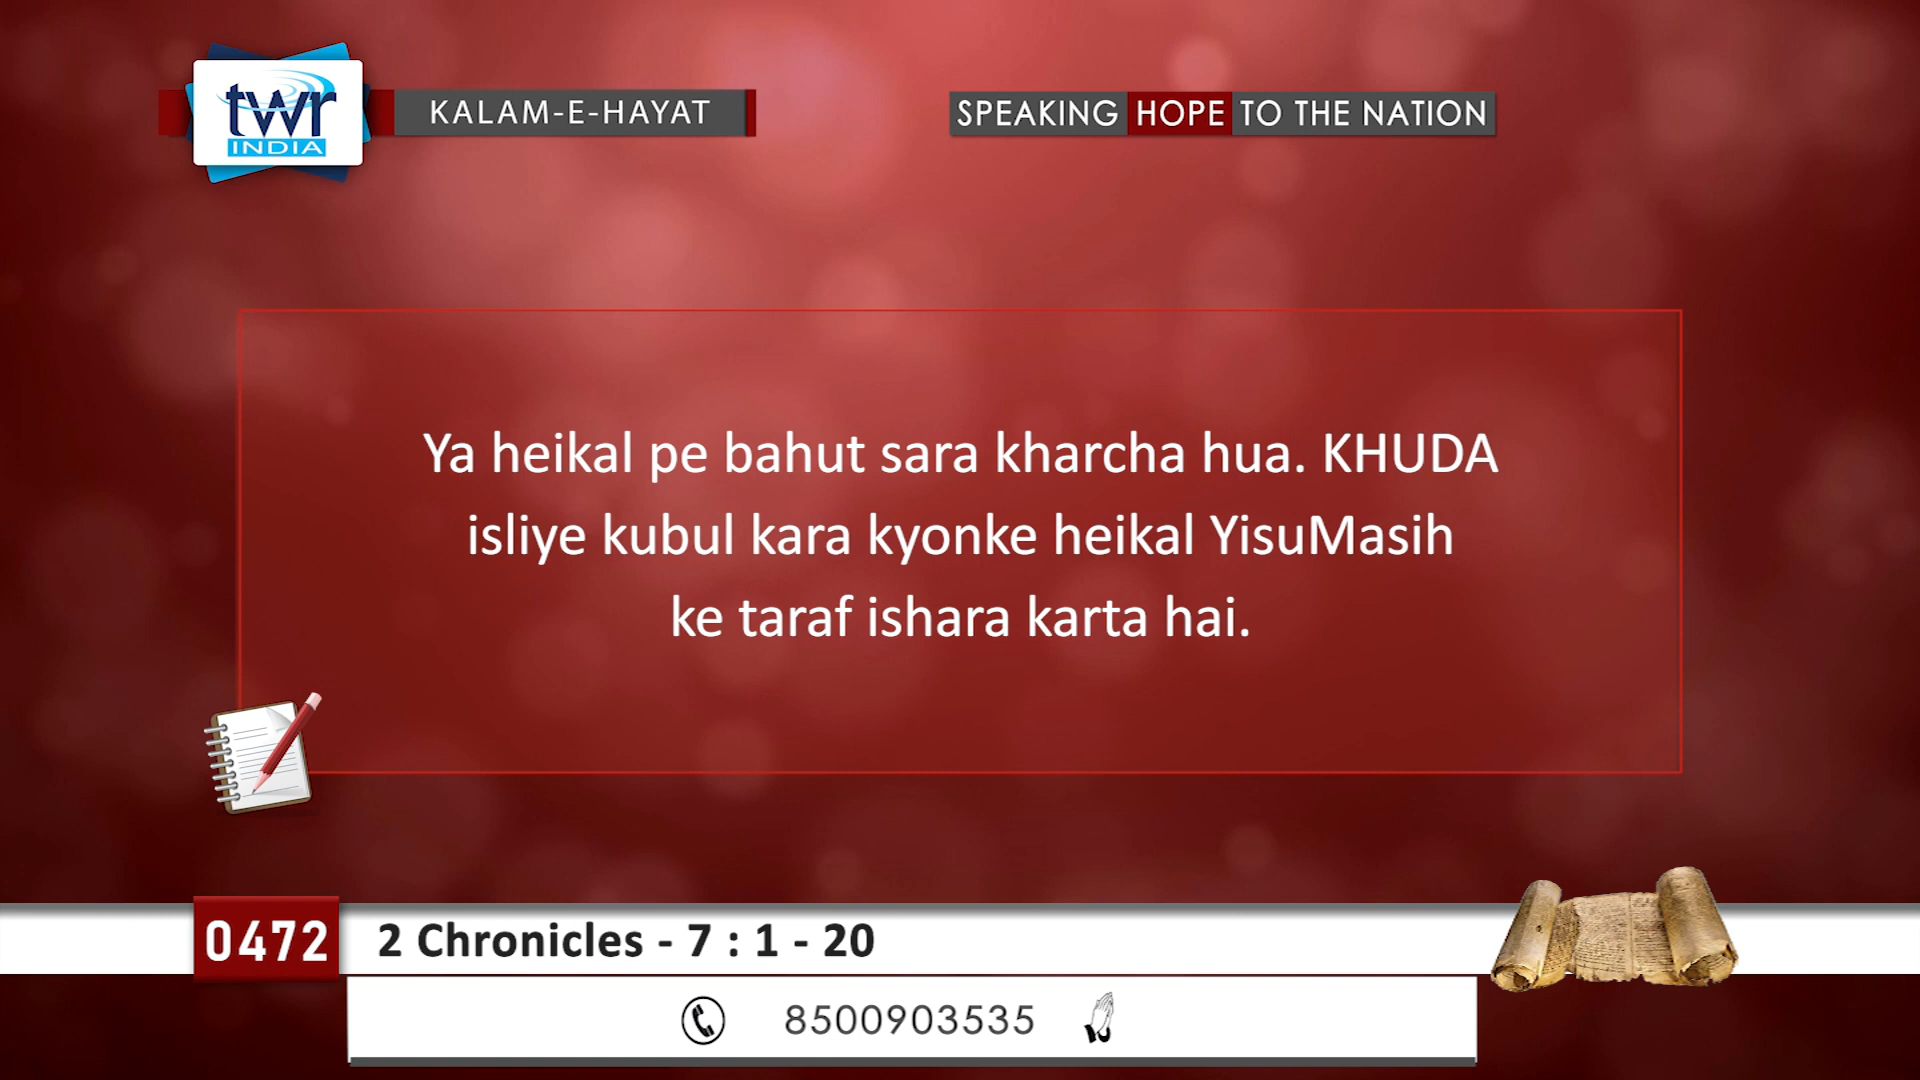 twr
INDIA
KALAM-E-HAYAT
SPEAKING HOPE TO THE NATION
Ya heikal pe bahut sara kharcha hua. KHUDA
isliye kubul kara kyonke heikal YisuMasih
ke taraf ishara karta hai.
0472
2 Chronicles - 7 : 1 - 20
8500903535